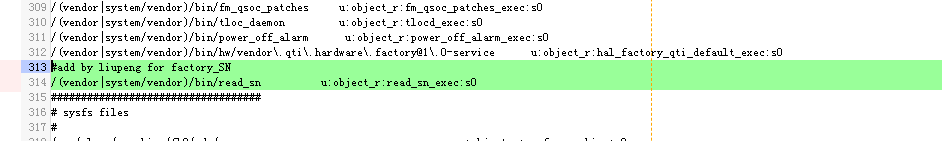 309 /(vendor|system/vendor)/bin/fm_qsoc_patches u:object_r:fm_qsoc_patches_exec:s0
310 /(vendor|system/vendor)/bin/tloc_daemon u:object_r:tlocd_exec:s0
311 /(vendor|system/vendor)/bin/power_off_alarm u:object_r:power_off_alarm_exec:s0
312 /(vendor|system/vendor)/bin/hw/vendor\.qti\.hardware\.factory@1\.0-service u:object_r:hal_factory_qti_default_exec:s0
313 #add by liupeng for factory_SN
314 /(vendor|system/vendor)/bin/read_sn u:object_r:read_sn_exec:s0
315 ###################################
316 # sysfs files
317 #